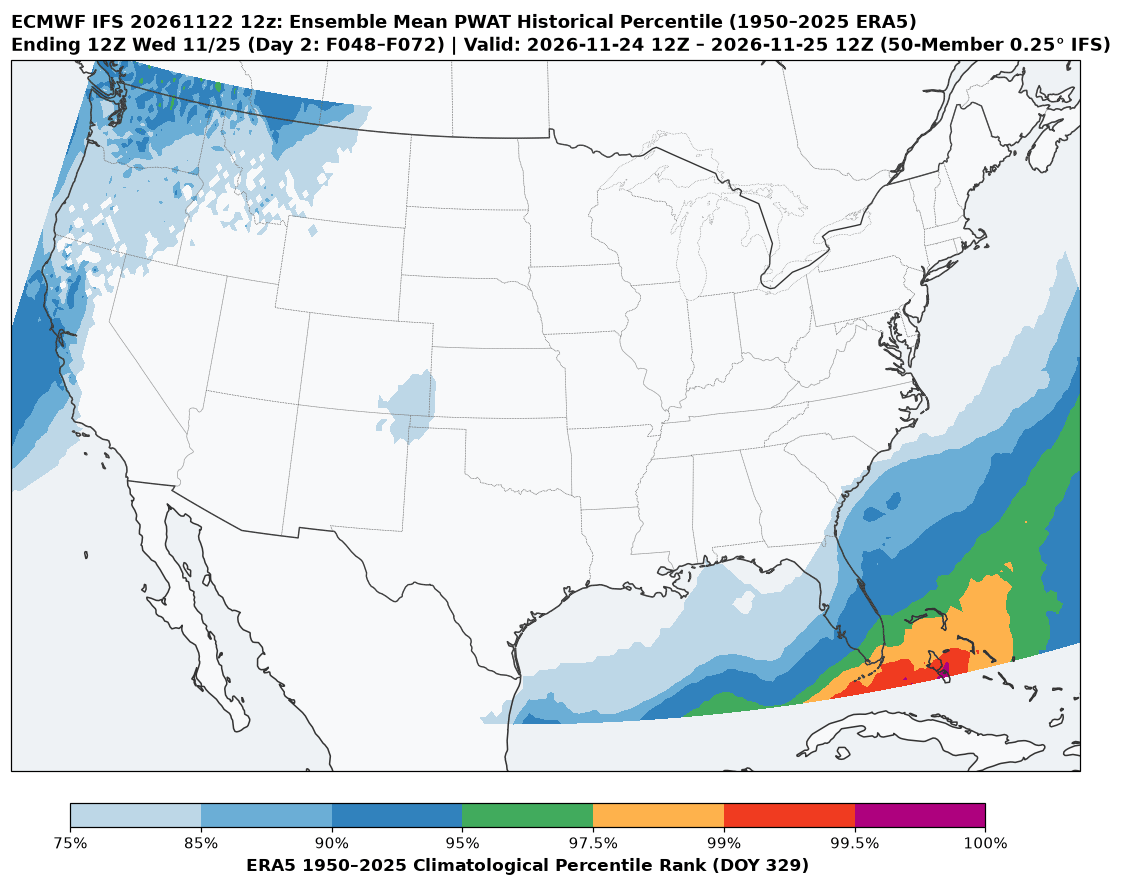 ECMWF IFS 20261122 12z: Ensemble Mean PWAT Historical Percentile (1950–2025 ERA5)
Ending 12Z Wed 11/25 (Day 2: F048–F072) | Valid: 2026-11-24 12Z – 2026-11-25 12Z (50-Member 0.25° IFS)
75% 85% 90% 95% 97.5% 99% 99.5% 100%
ERA5 1950–2025 Climatological Percentile Rank (DOY 329)